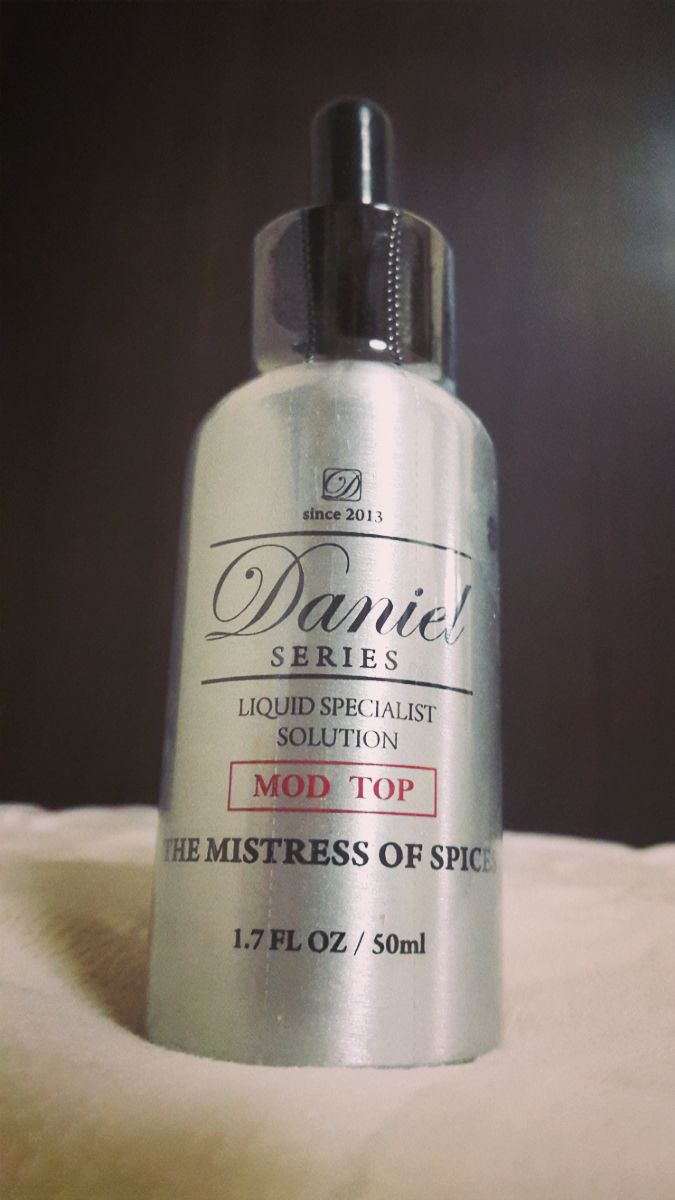 D
since 2013
Daniel
SERIES
LIQUID SPECIALIST
SOLUTION
MOD TOP
THE MISTRESS OF SPICES
1.7 FL OZ / 50ml